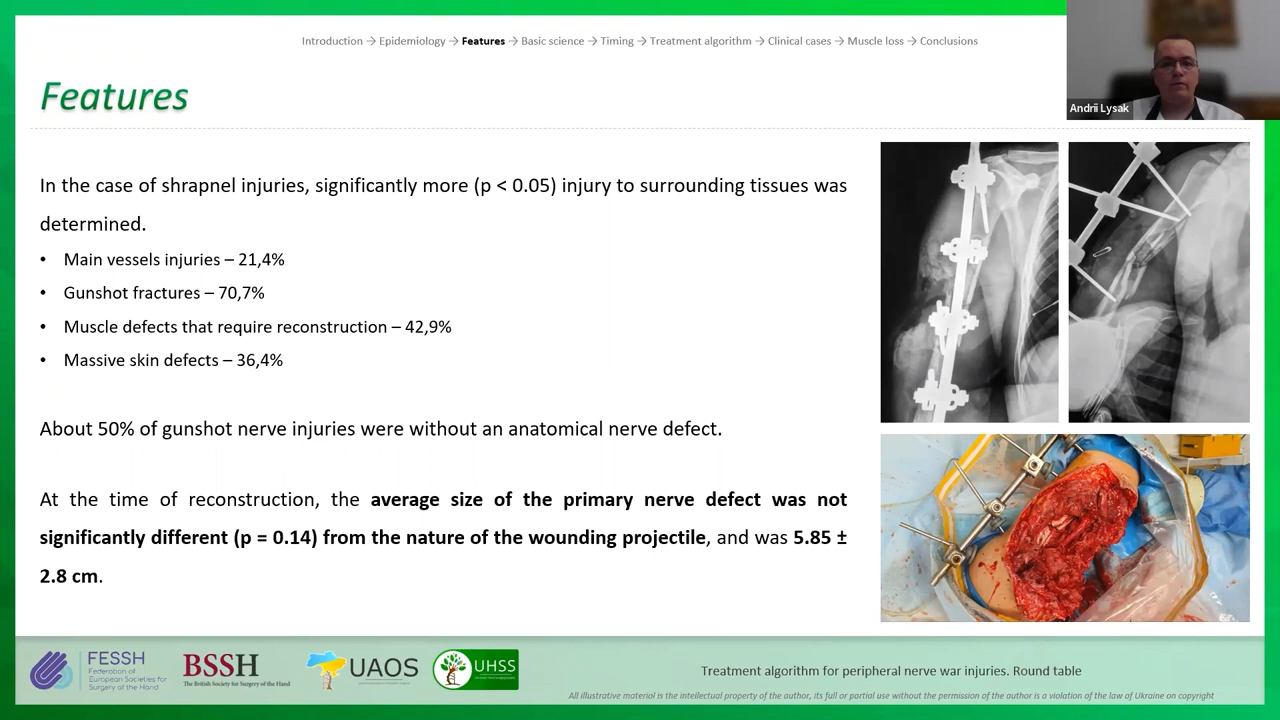 Introduction → Epidemiology → Features → Basic science → Timing → Treatment algorithm → Clinical cases → Muscle loss → Conclusions
Andrii Lysak
Features
In the case of shrapnel injuries, significantly more (p < 0.05) injury to surrounding tissues was
determined.
• Main vessels injuries – 21,4%
• Gunshot fractures – 70,7%
• Muscle defects that require reconstruction – 42,9%
• Massive skin defects – 36,4%
About 50% of gunshot nerve injuries were without an anatomical nerve defect.
At the time of reconstruction, the average size of the primary nerve defect was not
significantly different (p = 0.14) from the nature of the wounding projectile, and was 5.85 ±
2.8 cm.
FESSH
Federation of
European Societies for
Surgery of the Hand
BSSH
The British Society for Surgery of the Hand
UAOS
UHSS
Treatment algorithm for peripheral nerve war injuries. Round table
All illustrative material is the intellectual property of the author, its full or partial use without the permission of the author is a violation of the law of Ukraine on copyright